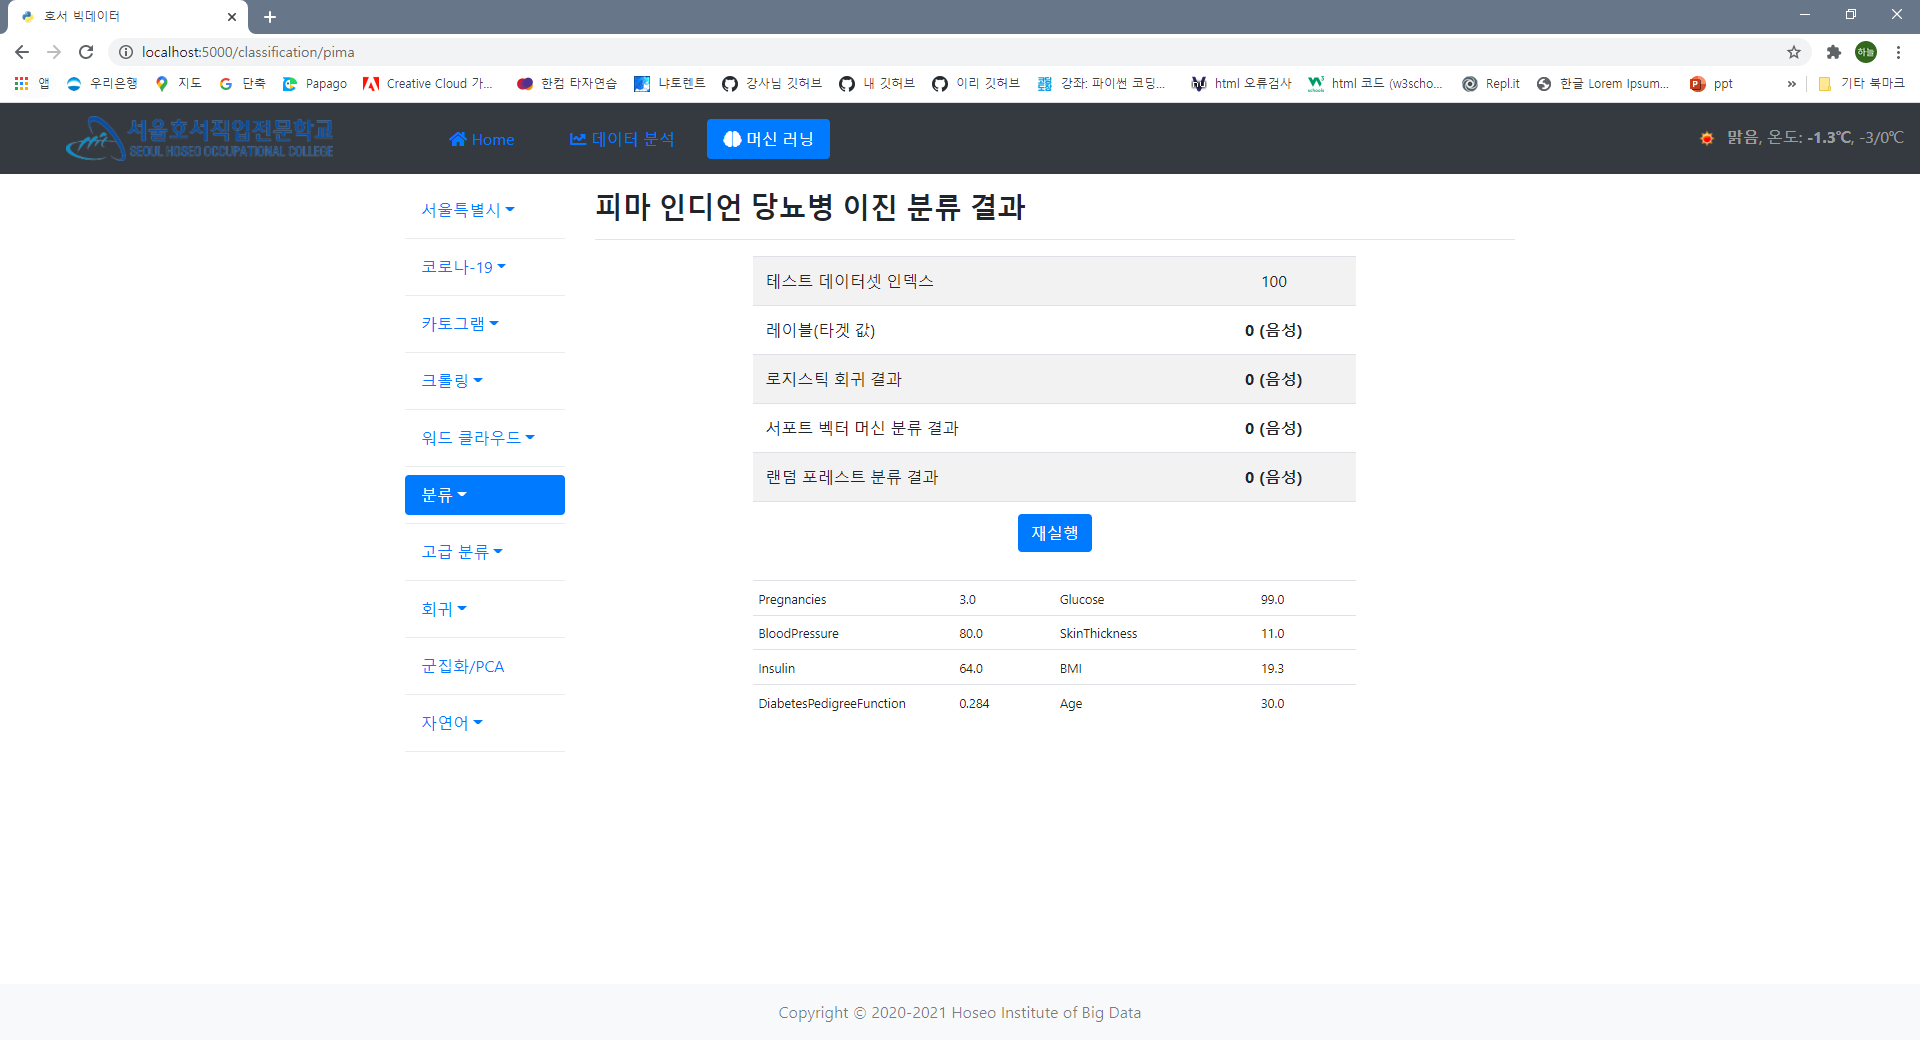 호서 빅데이터
localhost:5000/classification/pima
하늘
앱 우리은행 지도 단축 Papago Creative Cloud 가... 한컴 타자연습 냐토렌트 강사님 깃허브 내 깃허브 이리 깃허브 강좌: 파이썬 코딩... html 오류검사 html 코드 (w3scho... Repl.it 한글 Lorem Ipsum... ppt » 기타 북마크
서울호서직업전문학교
SEOUL HOSEO OCCUPATIONAL COLLEGE
Home 데이터 분석 머신 러닝
맑음, 온도: -1.3℃, -3/0℃
서울특별시
코로나-19
카토그램
크롤링
워드 클라우드
분류
고급 분류
회귀
군집화/PCA
자연어
피마 인디언 당뇨병 이진 분류 결과
테스트 데이터셋 인덱스 100
레이블(타겟 값) 0 (음성)
로지스틱 회귀 결과 0 (음성)
서포트 벡터 머신 분류 결과 0 (음성)
랜덤 포레스트 분류 결과 0 (음성)
재실행
Pregnancies 3.0 Glucose 99.0
BloodPressure 80.0 SkinThickness 11.0
Insulin 64.0 BMI 19.3
DiabetesPedigreeFunction 0.284 Age 30.0
Copyright © 2020-2021 Hoseo Institute of Big Data